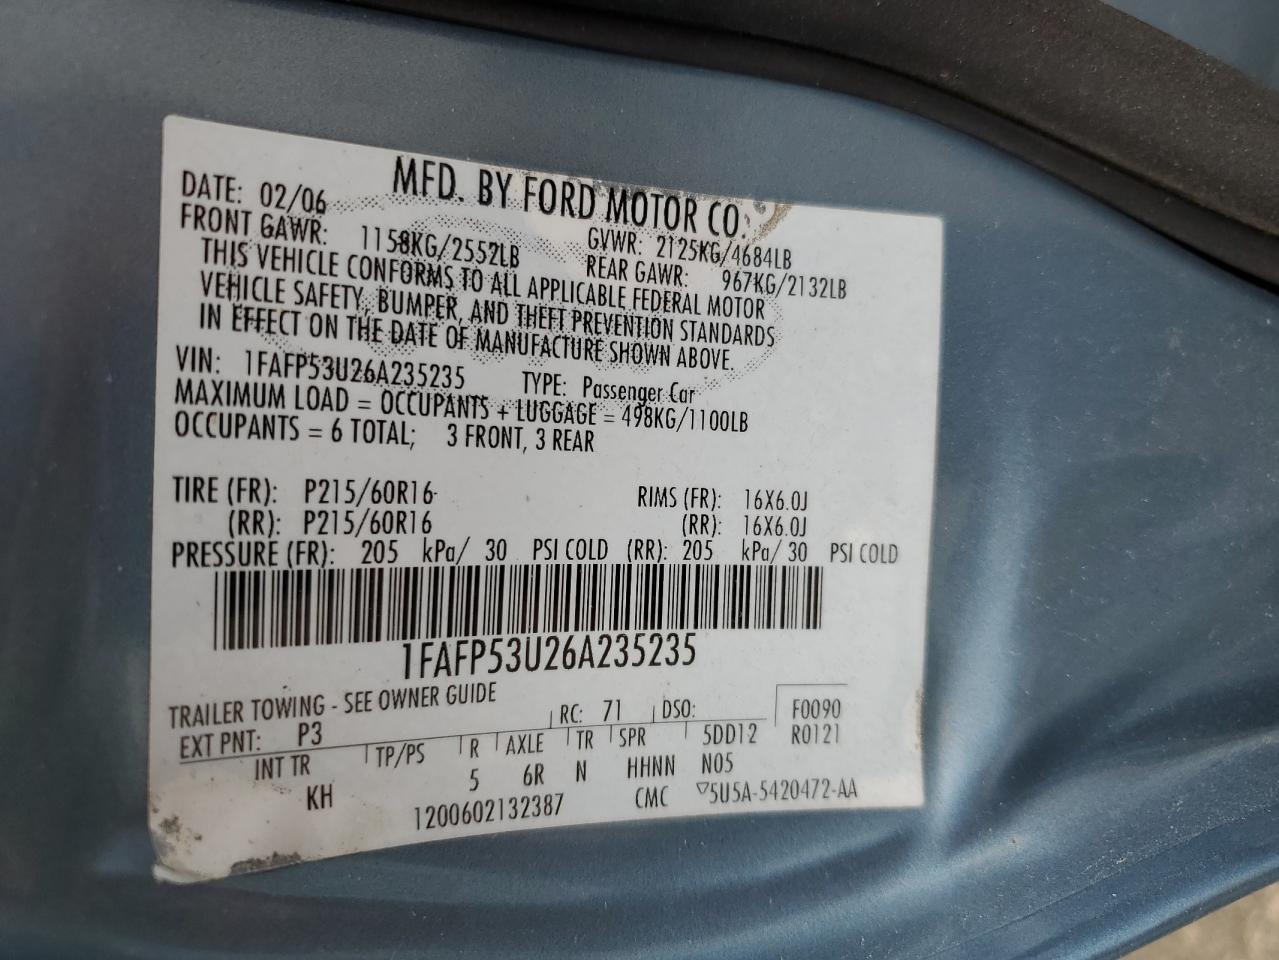 MFD. BY FORD MOTOR CO.
DATE: 02/06 GVWR: 2125KG/4684LB
FRONT GAWR: 1158KG/2552LB REAR GAWR: 967KG/2132LB
THIS VEHICLE CONFORMS TO ALL APPLICABLE FEDERAL MOTOR
VEHICLE SAFETY, BUMPER, AND THEFT PREVENTION STANDARDS
IN EFFECT ON THE DATE OF MANUFACTURE SHOWN ABOVE.
VIN: 1FAFP53U26A235235 TYPE: Passenger Car
MAXIMUM LOAD = OCCUPANTS + LUGGAGE = 498KG/1100LB
OCCUPANTS = 6 TOTAL; 3 FRONT, 3 REAR
TIRE (FR): P215/60R16 RIMS (FR): 16X6.0J
(RR): P215/60R16 (RR): 16X6.0J
PRESSURE (FR): 205 kPa/ 30 PSI COLD (RR): 205 kPa/ 30 PSI COLD
1FAFP53U26A235235
TRAILER TOWING - SEE OWNER GUIDE
EXT PNT: P3 RC: 71 DSO: F0090
R0121
INT TR TP/PS R AXLE TR SPR 5DD12
KH 5 6R N HHNN N05
1200602132387 CMC ▽5U5A-5420472-AA